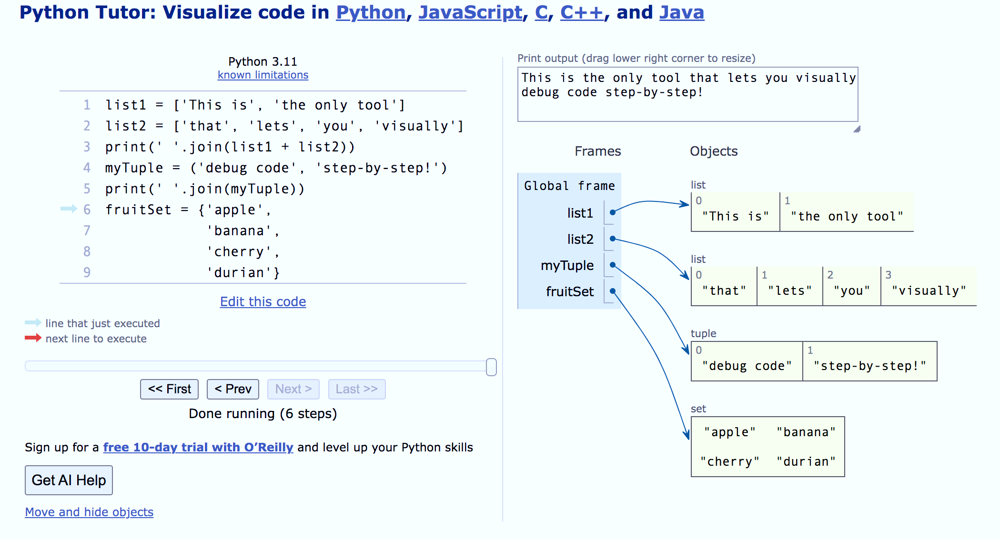 Python Tutor: Visualize code in Python, JavaScript, C, C++, and Java
Python 3.11
known limitations
1 list1 = ['This is', 'the only tool']
2 list2 = ['that', 'lets', 'you', 'visually']
3 print(' '.join(list1 + list2))
4 myTuple = ('debug code', 'step-by-step!')
5 print(' '.join(myTuple))
6 fruitSet = {'apple',
7 'banana',
8 'cherry',
9 'durian'}
Edit this code
line that just executed
next line to execute
<< First < Prev Next > Last >>
Done running (6 steps)
Sign up for a free 10-day trial with O’Reilly and level up your Python skills
Get AI Help
Move and hide objects
Print output (drag lower right corner to resize)
This is the only tool that lets you visually
debug code step-by-step!
Frames Objects
Global frame
list1
list2
myTuple
fruitSet
list
0 1
"This is" "the only tool"
list
0 1 2 3
"that" "lets" "you" "visually"
tuple
0 1
"debug code" "step-by-step!"
set
"apple" "banana"
"cherry" "durian"